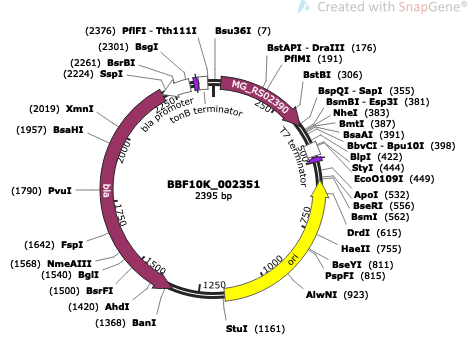 Created with SnapGene®
(2376) PflFI - Tth111I
Bsu36I (7)
(2301) BsgI
BstAPI - DraIII (176)
(2261) BsrBI
PflMI (191)
(2224) SspI
BstBI (306)
BspQI - SapI (355)
BsmBI - Esp3I (381)
(2019) XmnI
NheI (383)
BmtI (387)
(1957) BsaHI
BsaAI (391)
BbvCI - Bpu10I (398)
BlpI (422)
StyI (444)
EcoO109I (449)
(1790) PvuI
ApoI (532)
BseRI (556)
BsmI (562)
DrdI (615)
(1642) FspI
HaeII (755)
(1568) NmeAIII
BseYI (811)
(1540) BglI
PspFI (815)
(1500) BsrFI
AlwNI (923)
(1420) AhdI
(1368) BanI
StuI (1161)
MG_RS02390
bla promoter
tonB terminator
T7 terminator
bla
ori
250
500
750
1000
1250
1500
1750
2000
2250
BBF10K_002351
2395 bp